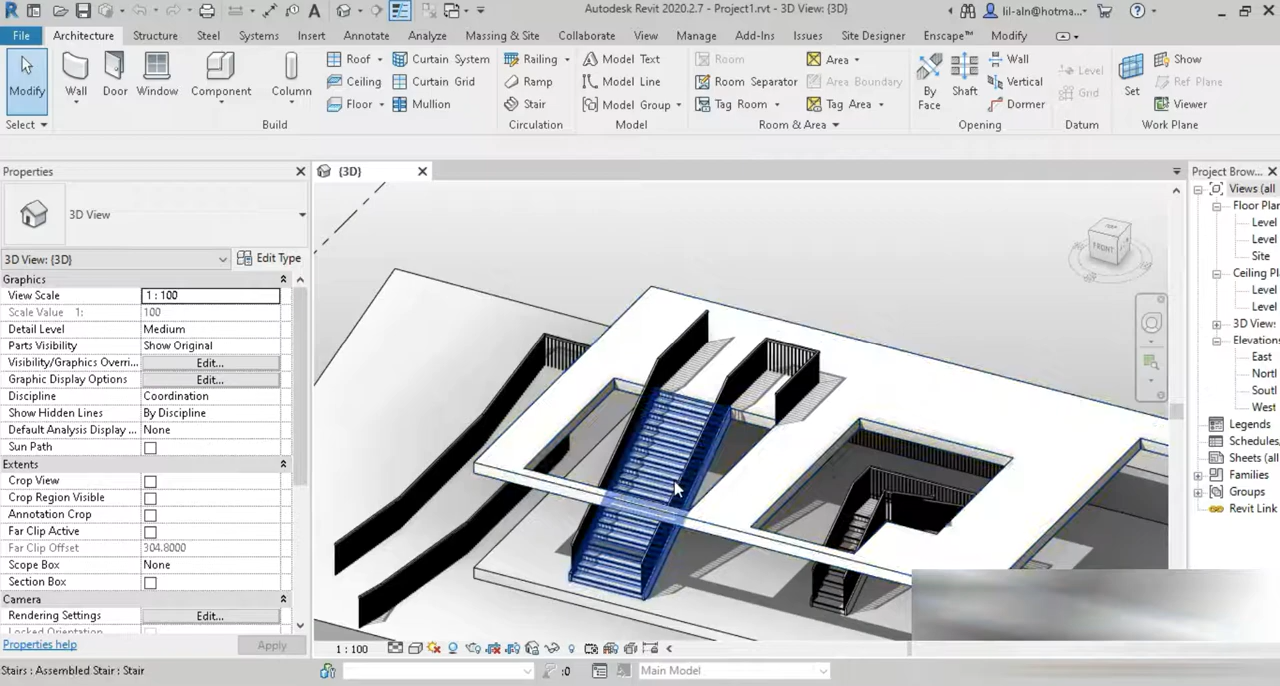 Autodesk Revit 2020.2.7 - Project1.rvt - 3D View: {3D}
lil-aln@hotma...
File Architecture Structure Steel Systems Insert Annotate Analyze Massing & Site Collaborate View Manage Add-Ins Issues Site Designer Enscape™ Modify
Modify
Select
Wall
Door
Window
Component
Column
Roof
Ceiling
Floor
Curtain System
Curtain Grid
Mullion
Build
Railing
Ramp
Stair
Circulation
Model Text
Model Line
Model Group
Model
Room
Room Separator
Tag Room
Area
Area Boundary
Tag Area
Room & Area
By Face
Shaft
Wall
Vertical
Dormer
Opening
Level
Grid
Datum
Set
Show
Ref Plane
Viewer
Work Plane
Properties
3D View
3D View: {3D}
Edit Type
Graphics
View Scale 1 : 100
Scale Value 1: 100
Detail Level Medium
Parts Visibility Show Original
Visibility/Graphics Overri... Edit...
Graphic Display Options Edit...
Discipline Coordination
Show Hidden Lines By Discipline
Default Analysis Display ... None
Sun Path
Extents
Crop View
Crop Region Visible
Annotation Crop
Far Clip Active
Far Clip Offset 304.8000
Scope Box None
Section Box
Camera
Rendering Settings Edit...
Locked Orientation
Properties help
Apply
{3D}
TOP
FRONT
1 : 100
Project Brow...
Views (all
Floor Plan
Level
Level
Site
Ceiling Pl
Level
Level
3D Views
Elevations
East
North
South
West
Legends
Schedules,
Sheets (all
Families
Groups
Revit Link
Stairs : Assembled Stair : Stair
:0
Main Model